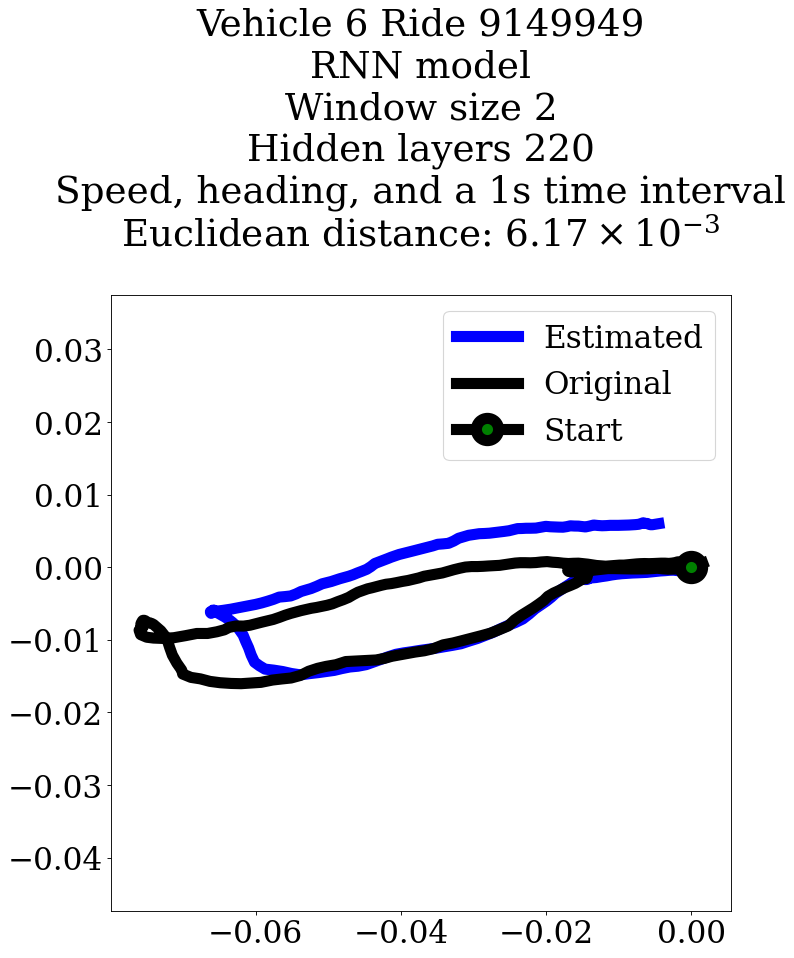 Vehicle 6 Ride 9149949
RNN model
Window size 2
Hidden layers 220
Speed, heading, and a 1s time interval
Euclidean distance: 6.17 × 10⁻³
Estimated
Original
Start
0.03
0.02
0.01
0.00
−0.01
−0.02
−0.03
−0.04
−0.06 −0.04 −0.02 0.00